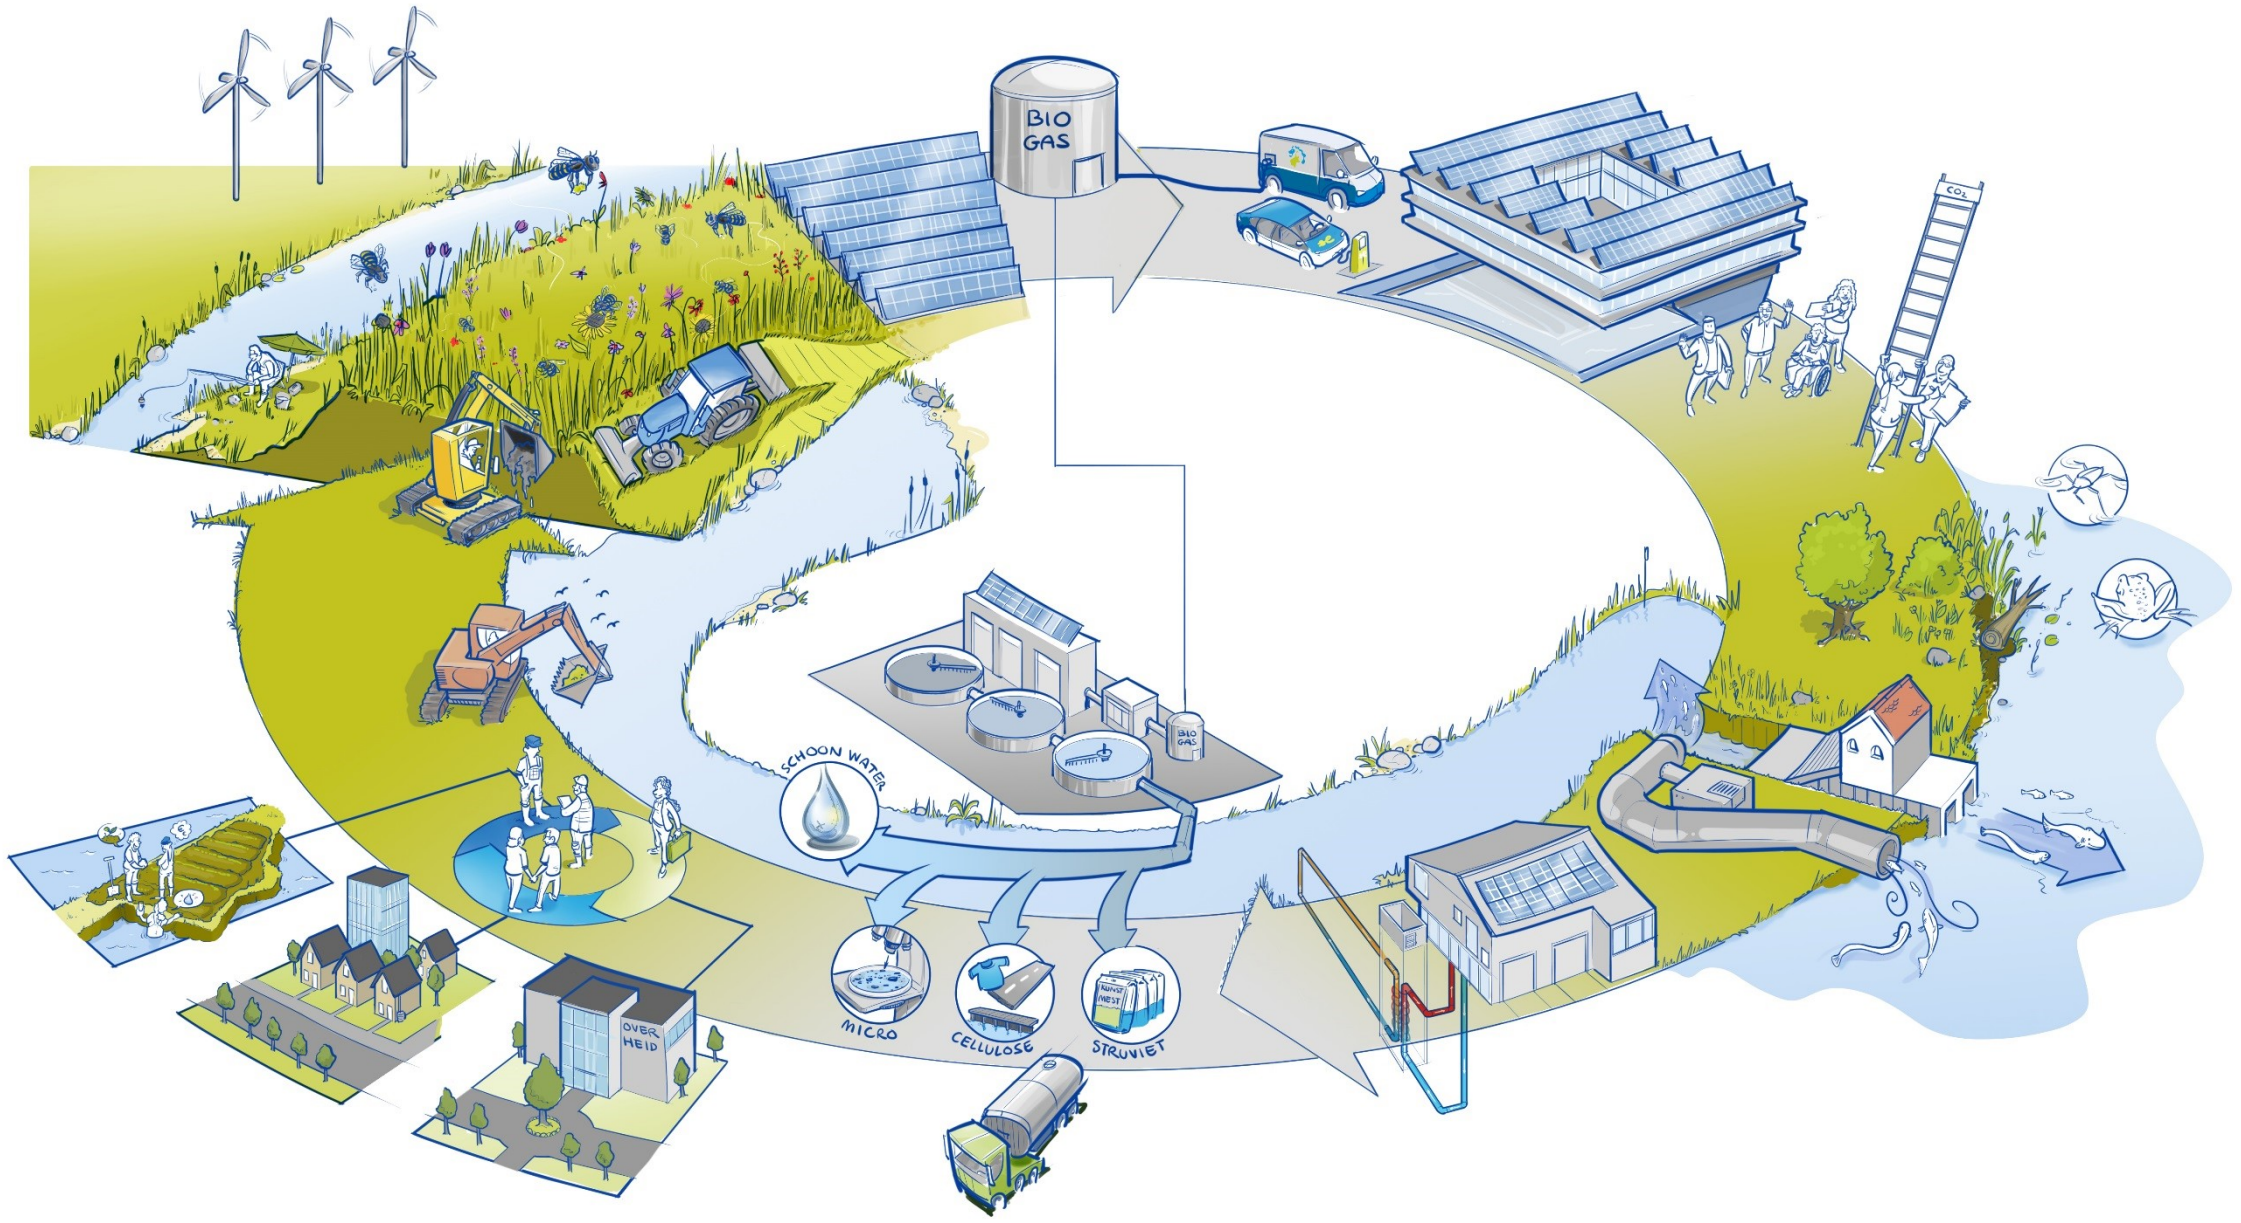 BIO
GAS
CO₂
BIO
GAS
SCHOON WATER
KUNST
MEST
MICRO
CELLULOSE
STRUVIET
OVER
HEID